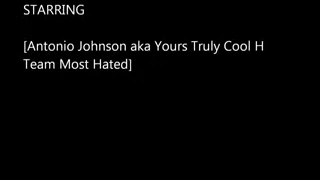 STARRING
[Antonio Johnson aka Yours Truly Cool H
Team Most Hated]